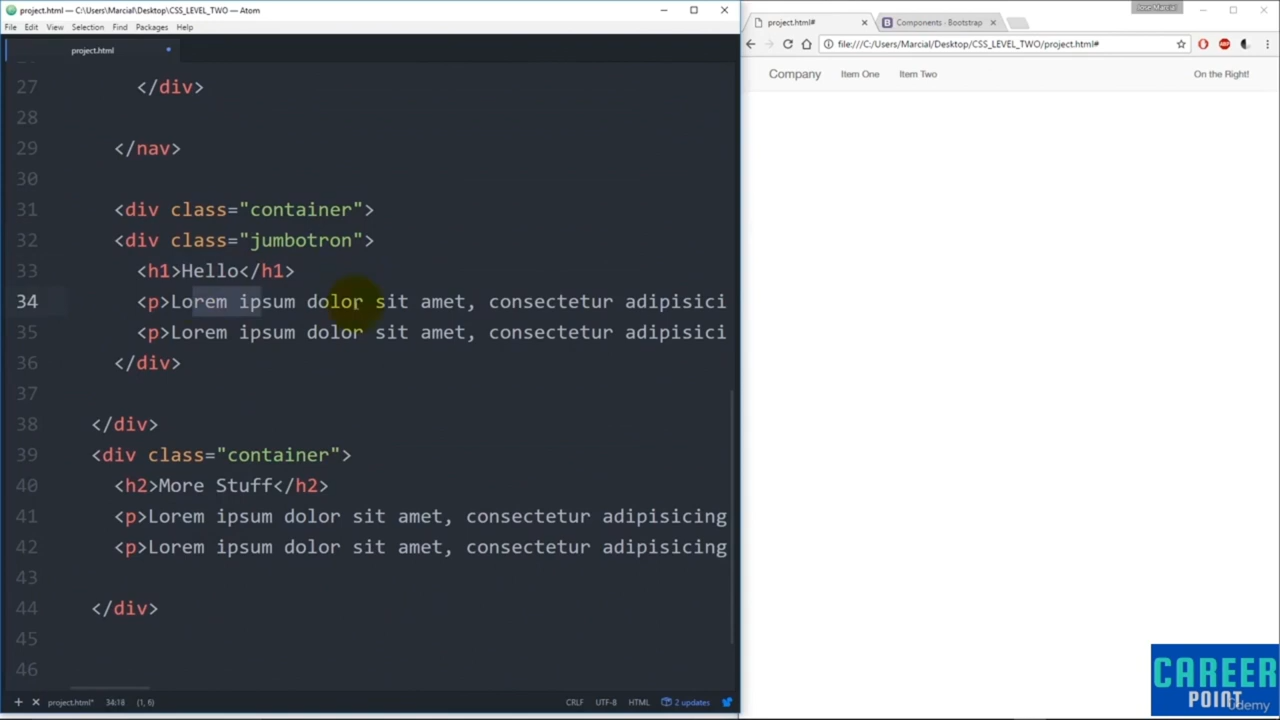 project.html — C:\Users\Marcial\Desktop\CSS_LEVEL_TWO — Atom
File Edit View Selection Find Packages Help
project.html
27 </div>
28
29 </nav>
30
31 <div class="container">
32 <div class="jumbotron">
33 <h1>Hello</h1>
34 <p>Lorem ipsum dolor sit amet, consectetur adipisici
35 <p>Lorem ipsum dolor sit amet, consectetur adipisici
36 </div>
37
38 </div>
39 <div class="container">
40 <h2>More Stuff</h2>
41 <p>Lorem ipsum dolor sit amet, consectetur adipisicing
42 <p>Lorem ipsum dolor sit amet, consectetur adipisicing
43
44 </div>
45
46
project.html* 34:18 (1, 6) CRLF UTF-8 HTML 2 updates
Jose Marcial
project.html# Components · Bootstrap
file:///C:/Users/Marcial/Desktop/CSS_LEVEL_TWO/project.html#
ABP
Company Item One Item Two On the Right!
CAREER
POINT
Udemy